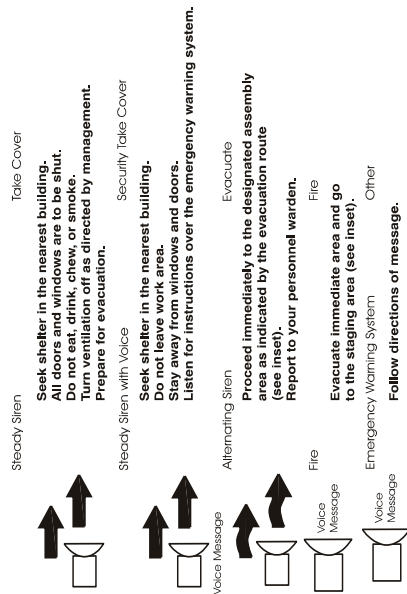 Steady Siren Take Cover
Seek shelter in the nearest building.
All doors and windows are to be shut.
Do not eat, drink, chew, or smoke.
Turn ventilation off as directed by management.
Prepare for evacuation.
Steady Siren with Voice Security Take Cover
Seek shelter in the nearest building.
Do not leave work area.
Stay away from windows and doors.
Listen for instructions over the emergency warning system.
Voice Message
Alternating Siren Evacuate
Proceed immediately to the designated assembly
area as indicated by the evacuation route
(see inset).
Report to your personnel warden.
Fire Fire
Voice
Message
Evacuate immediate area and go
to the staging area (see inset).
Emergency Warning System Other
Voice
Message
Follow directions of message.